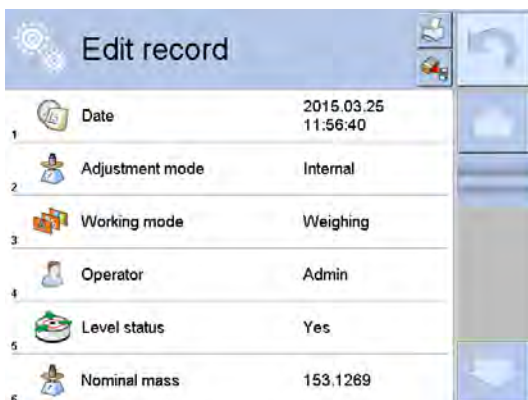 Edit record
1 Date 2015.03.25
11:56:40
2 Adjustment mode Internal
3 Working mode Weighing
4 Operator Admin
5 Level status Yes
6 Nominal mass 153.1269